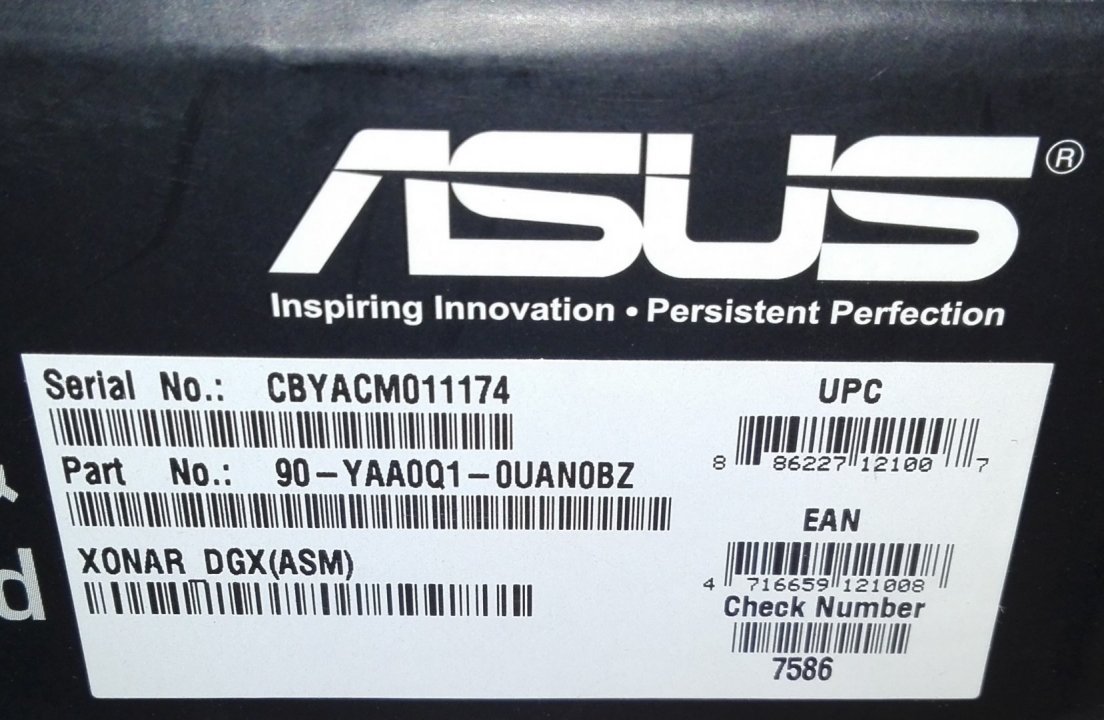 ASUS®
Inspiring Innovation • Persistent Perfection
Serial No.: CBYACM011174
Part No.: 90-YAA0Q1-0UAN0BZ
XONAR DGX(ASM)
UPC
8 86227 12100 7
EAN
4 716659 121008
Check Number
7586
d